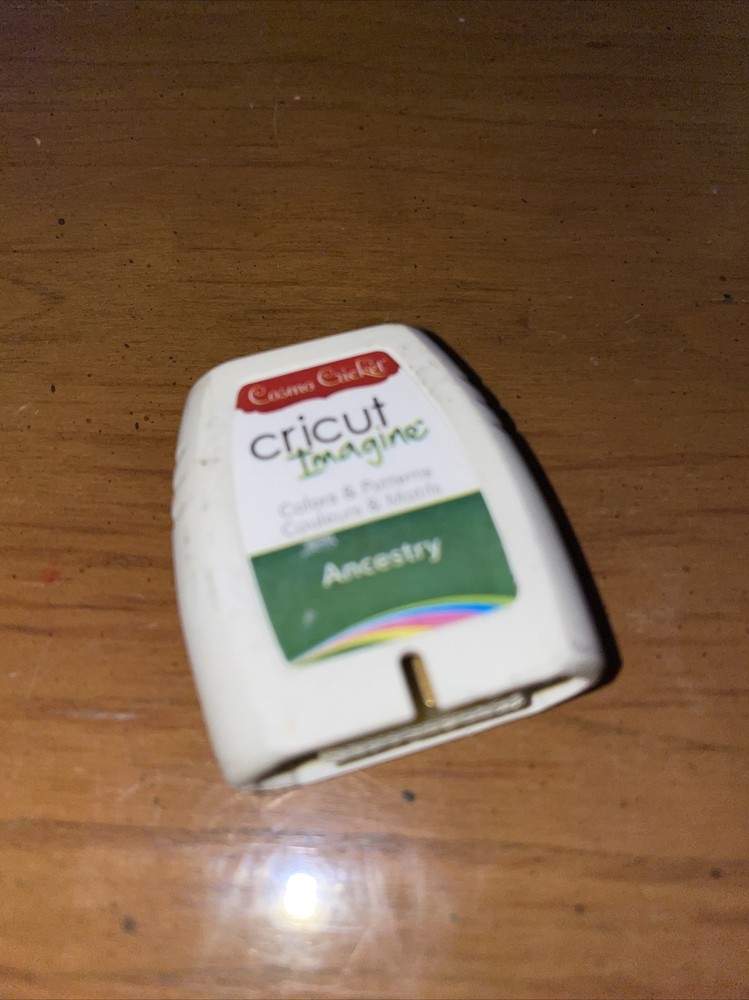 Cosmo Cricket
cricut
Imagine
Colors & Patterns
Couleurs & Motifs
Ancestry